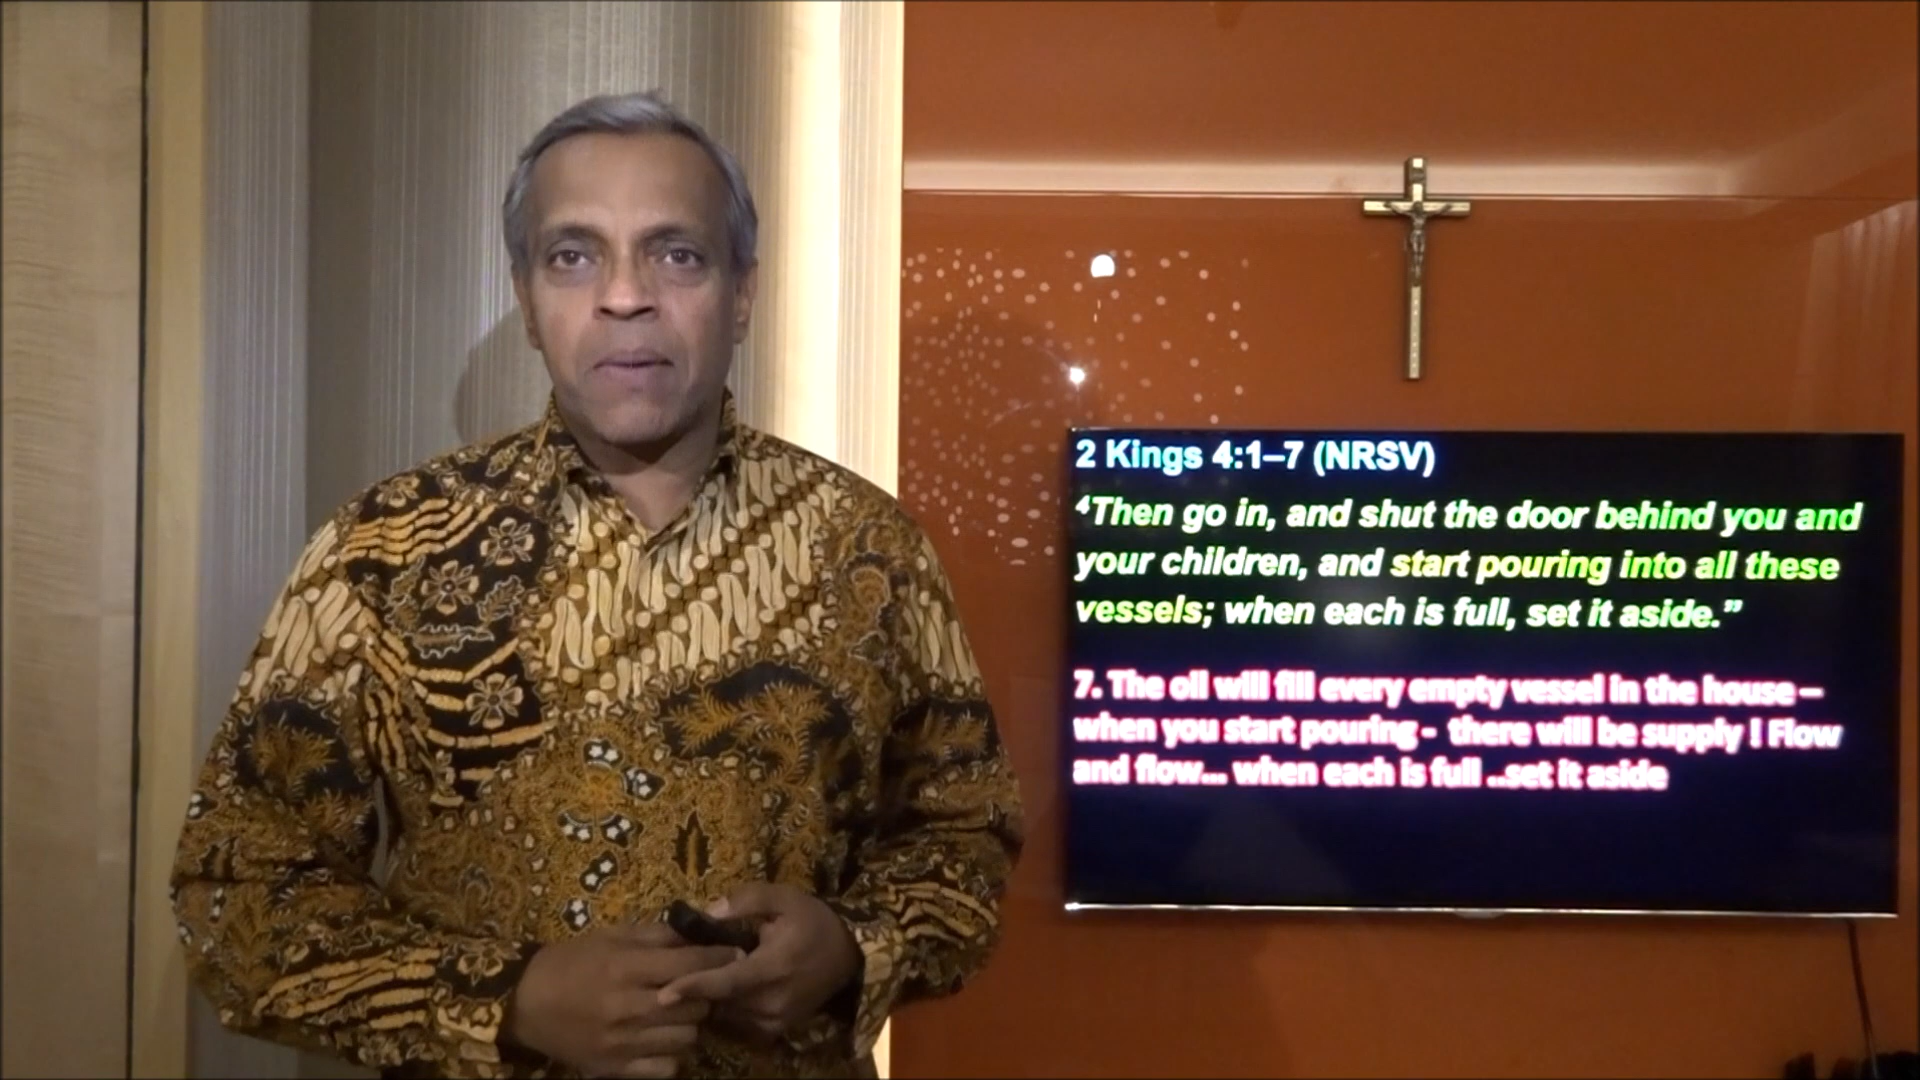 2 Kings 4:1–7 (NRSV)
⁴Then go in, and shut the door behind you and
your children, and start pouring into all these
vessels; when each is full, set it aside.”
7. The oil will fill every empty vessel in the house –
when you start pouring - there will be supply ! Flow
and flow... when each is full ..set it aside